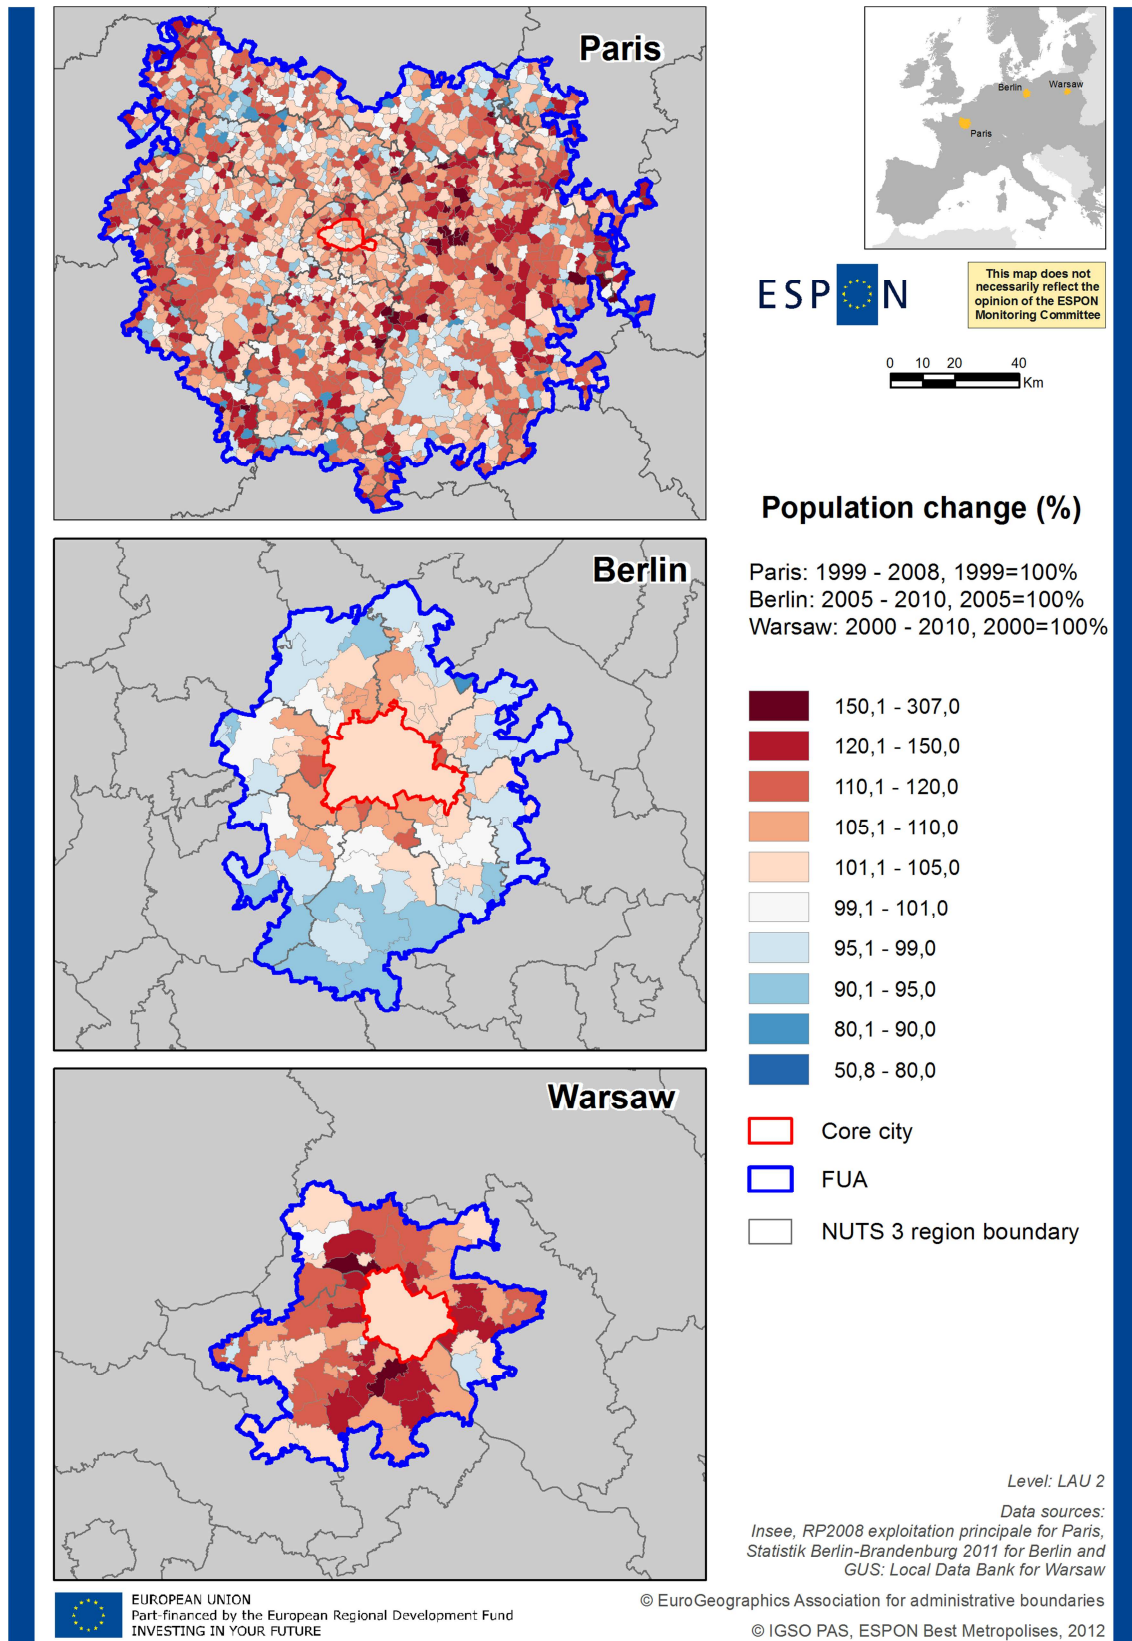 Paris
Berlin
Warsaw
Berlin
Warsaw
Paris
ESPON
This map does not
necessarily reflect the
opinion of the ESPON
Monitoring Committee
0 10 20 40
Km
Population change (%)
Paris: 1999 - 2008, 1999=100%
Berlin: 2005 - 2010, 2005=100%
Warsaw: 2000 - 2010, 2000=100%
150,1 - 307,0
120,1 - 150,0
110,1 - 120,0
105,1 - 110,0
101,1 - 105,0
99,1 - 101,0
95,1 - 99,0
90,1 - 95,0
80,1 - 90,0
50,8 - 80,0
Core city
FUA
NUTS 3 region boundary
Level: LAU 2
Data sources:
Insee, RP2008 exploitation principale for Paris,
Statistik Berlin-Brandenburg 2011 for Berlin and
GUS: Local Data Bank for Warsaw
© EuroGeographics Association for administrative boundaries
© IGSO PAS, ESPON Best Metropolises, 2012
EUROPEAN UNION
Part-financed by the European Regional Development Fund
INVESTING IN YOUR FUTURE